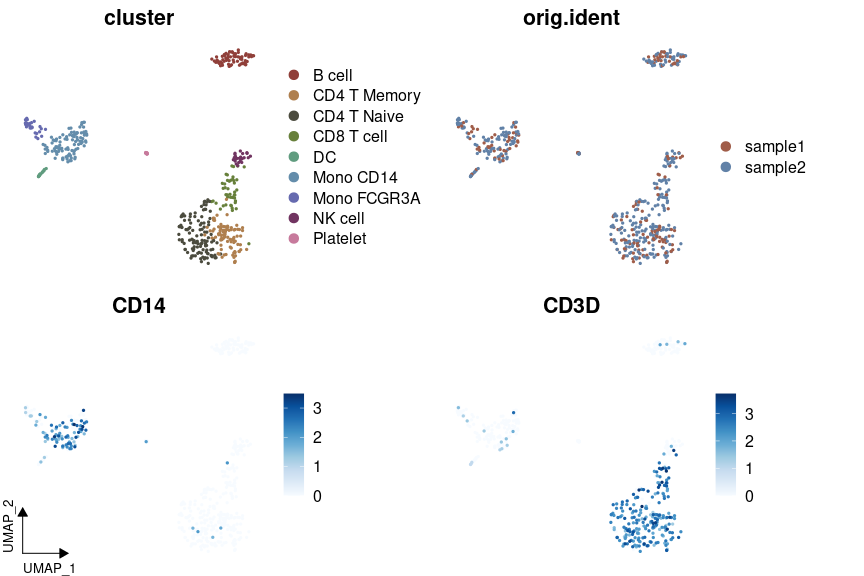 cluster
B cell
CD4 T Memory
CD4 T Naive
CD8 T cell
DC
Mono CD14
Mono FCGR3A
NK cell
Platelet
orig.ident
sample1
sample2
CD14
3
2
1
0
UMAP_2
UMAP_1
CD3D
3
2
1
0